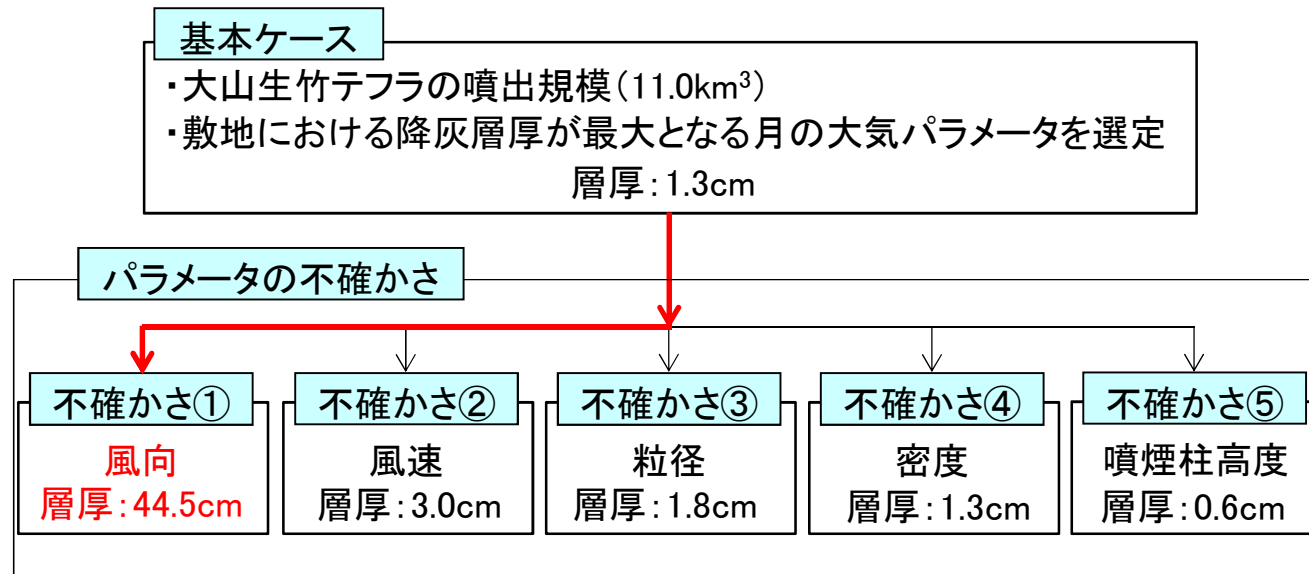 基本ケース
・大山生竹テフラの噴出規模（11.0km³）
・敷地における降灰層厚が最大となる月の大気パラメータを選定
層厚：1.3cm
パラメータの不確かさ
不確かさ①
風向
層厚：44.5cm
不確かさ②
風速
層厚：3.0cm
不確かさ③
粒径
層厚：1.8cm
不確かさ④
密度
層厚：1.3cm
不確かさ⑤
噴煙柱高度
層厚：0.6cm